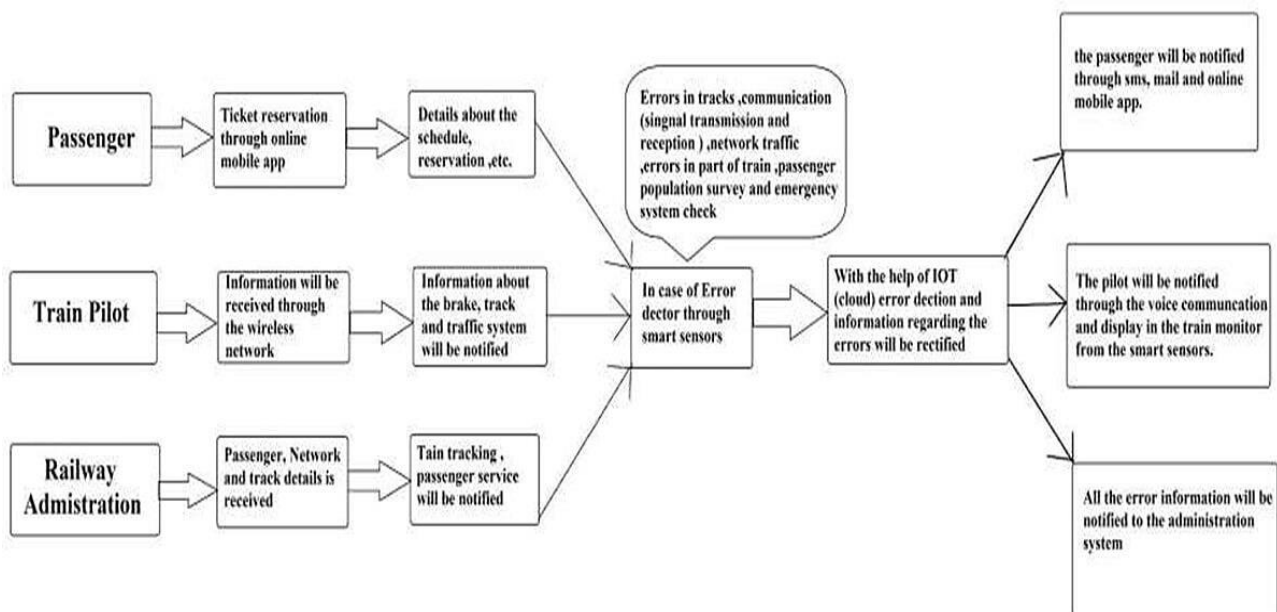 Passenger
Ticket reservation
through online
mobile app
Details about the
schedule,
reservation ,etc.
Errors in tracks ,communication
(singnal transmission and
reception ) ,network traffic
,errors in part of train ,passenger
population survey and emergency
system check
the passenger will be notified
through sms, mail and online
mobile app.
Train Pilot
Information will be
received through
the wireless
network
Information about
the brake, track
and traffic system
will be notified
In case of Error
dector through
smart sensors
With the help of IOT
(cloud) error dection and
information regarding the
errors will be rectified
The pilot will be notified
through the voice communcation
and display in the train monitor
from the smart sensors.
Railway
Admistration
Passenger, Network
and track details is
received
Tain tracking ,
passenger service
will be notified
All the error information will be
notified to the administration
system